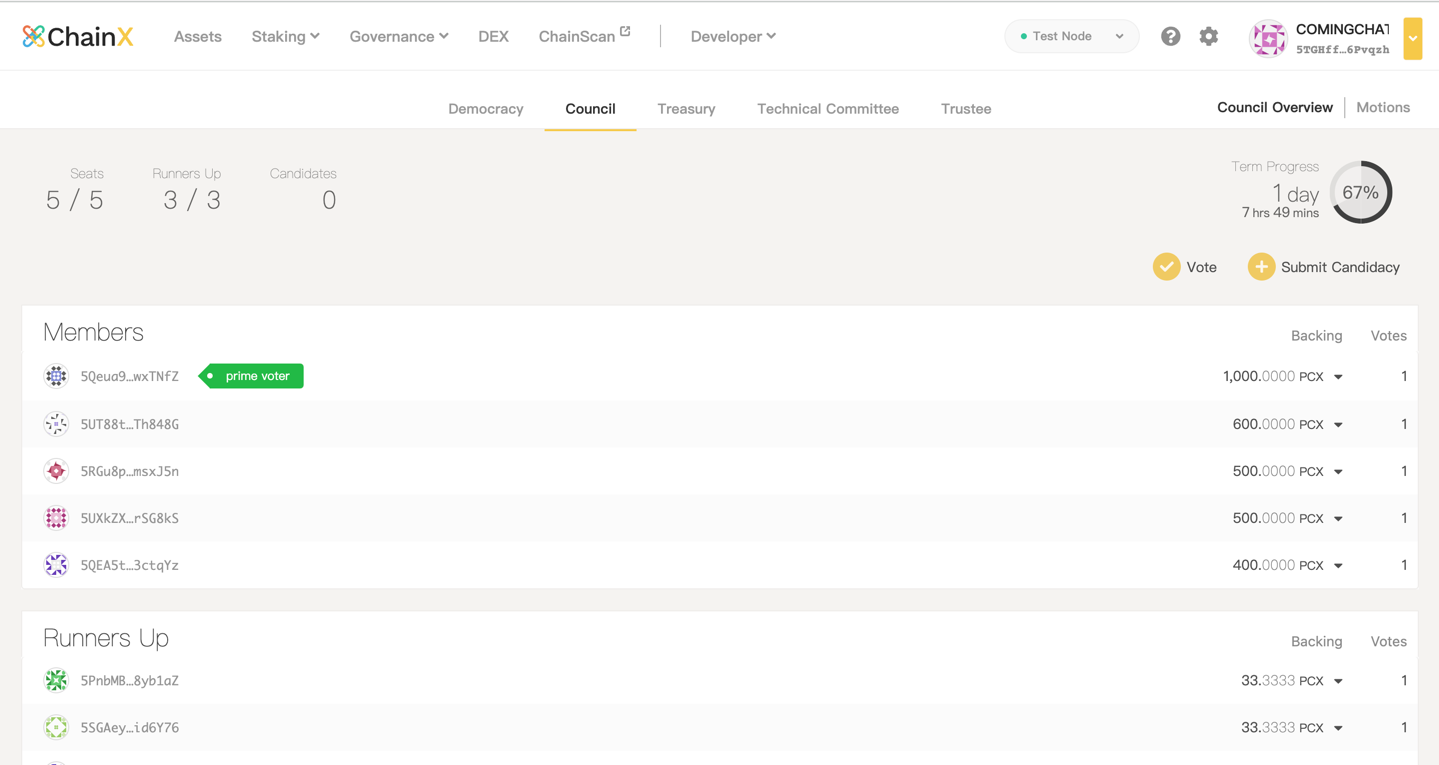 ChainX
Assets
Staking
Governance
DEX
ChainScan
Developer
Test Node
COMINGCHAT
5TGHff…6Pvqzh
Democracy
Council
Treasury
Technical Committee
Trustee
Council Overview
Motions
Seats
5 / 5
Runners Up
3 / 3
Candidates
0
Term Progress
1 day
7 hrs 49 mins
67%
Vote
Submit Candidacy
Members Backing Votes
5Qeua9…wxTNfZ prime voter 1,000.0000 PCX 1
5UT88t…Th848G 600.0000 PCX 1
5RGu8p…msxJ5n 500.0000 PCX 1
5UXkZX…rSG8kS 500.0000 PCX 1
5QEA5t…3ctqYz 400.0000 PCX 1
Runners Up Backing Votes
5PnbMB…8yb1aZ 33.3333 PCX 1
5SGAey…id6Y76 33.3333 PCX 1